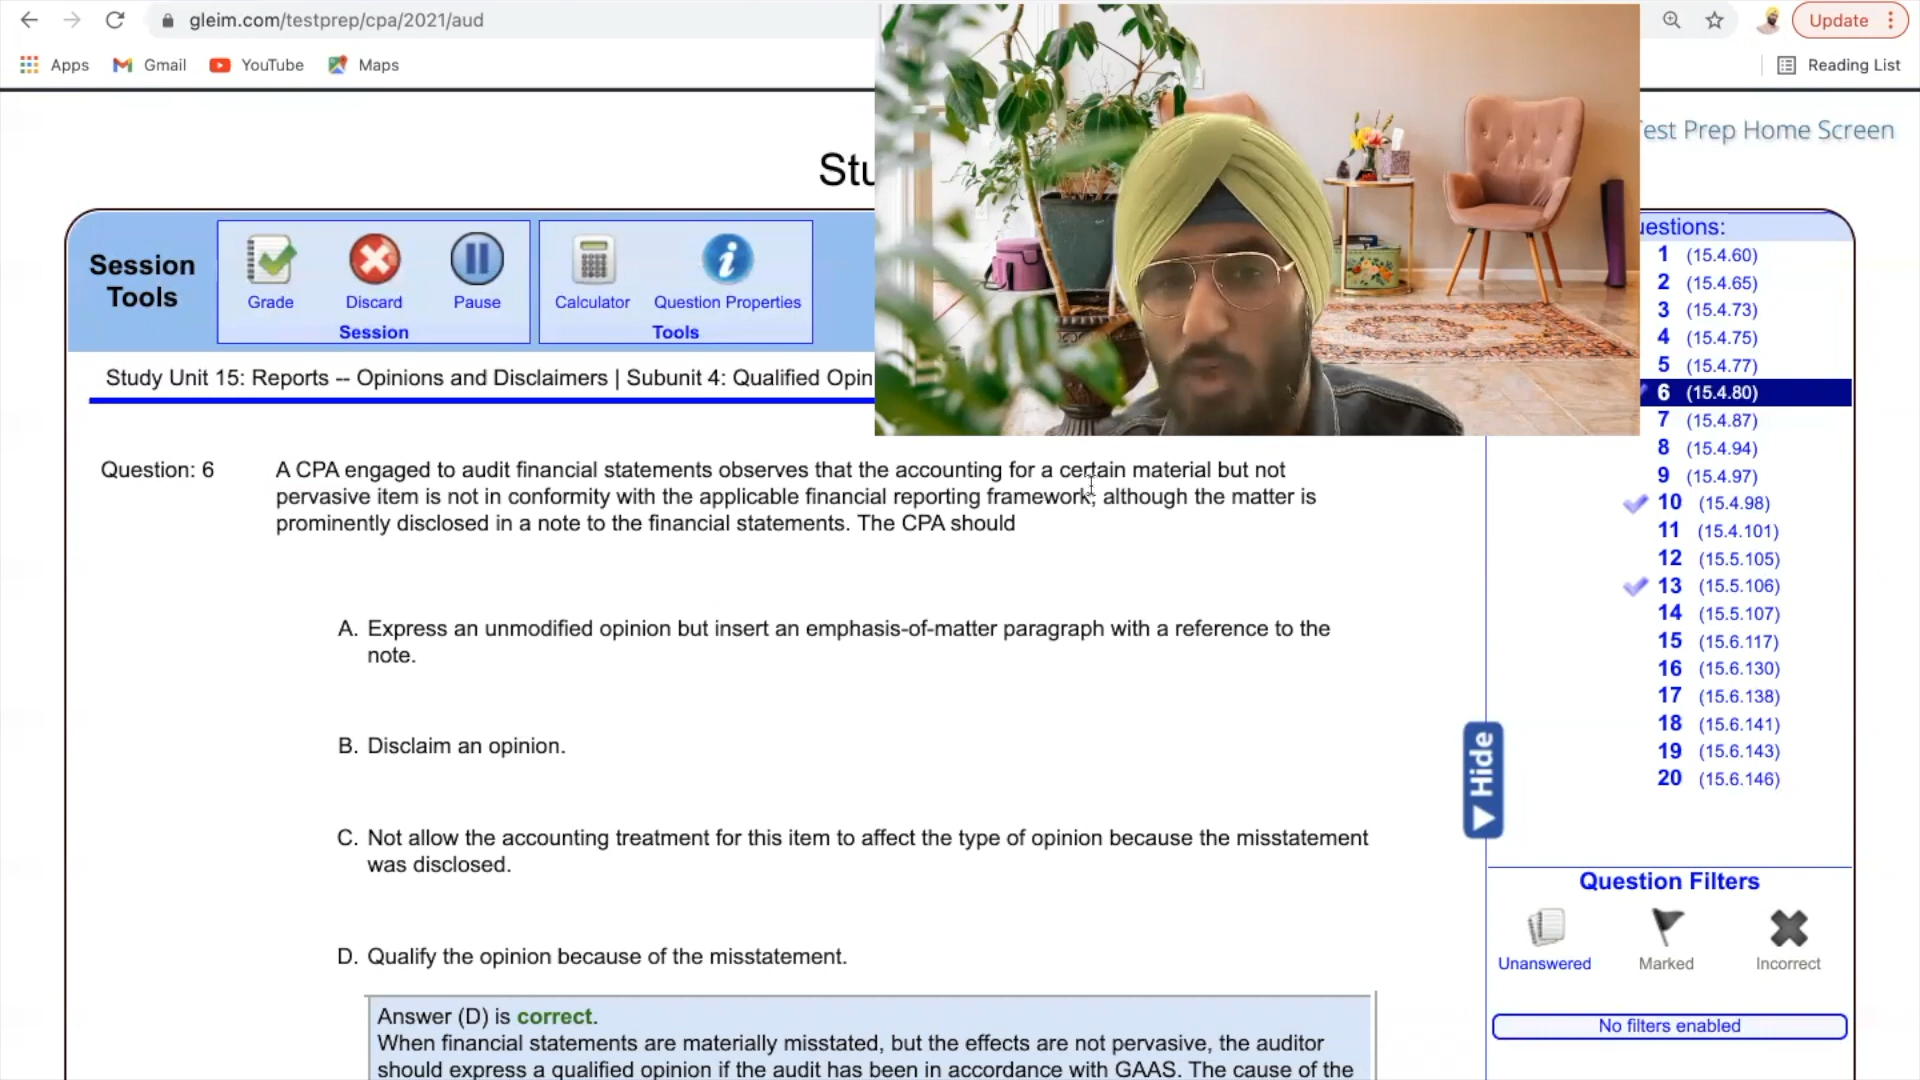 gleim.com/testprep/cpa/2021/aud
Update
Apps
Gmail
YouTube
Maps
Reading List
Test Prep Home Screen
Stu
Session
Tools
Grade
Discard
Pause
Session
Calculator
Question Properties
Tools
Study Unit 15: Reports -- Opinions and Disclaimers | Subunit 4: Qualified Opin
Question: 6
A CPA engaged to audit financial statements observes that the accounting for a certain material but not
pervasive item is not in conformity with the applicable financial reporting framework, although the matter is
prominently disclosed in a note to the financial statements. The CPA should
A. Express an unmodified opinion but insert an emphasis-of-matter paragraph with a reference to the
note.
B. Disclaim an opinion.
C. Not allow the accounting treatment for this item to affect the type of opinion because the misstatement
was disclosed.
D. Qualify the opinion because of the misstatement.
Answer (D) is correct.
When financial statements are materially misstated, but the effects are not pervasive, the auditor
should express a qualified opinion if the audit has been in accordance with GAAS. The cause of the
uestions:
1 (15.4.60)
2 (15.4.65)
3 (15.4.73)
4 (15.4.75)
5 (15.4.77)
6 (15.4.80)
7 (15.4.87)
8 (15.4.94)
9 (15.4.97)
10 (15.4.98)
11 (15.4.101)
12 (15.5.105)
13 (15.5.106)
14 (15.5.107)
15 (15.6.117)
16 (15.6.130)
17 (15.6.138)
18 (15.6.141)
19 (15.6.143)
20 (15.6.146)
Hide
Question Filters
Unanswered
Marked
Incorrect
No filters enabled